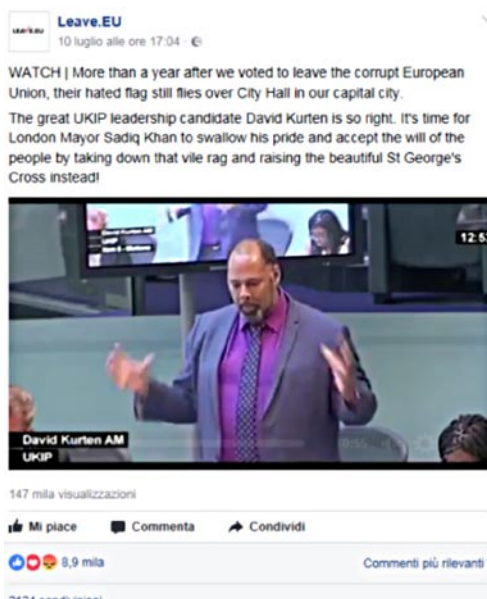 Leave.EU
10 luglio alle ore 17:04
WATCH | More than a year after we voted to leave the corrupt European
Union, their hated flag still flies over City Hall in our capital city.
The great UKIP leadership candidate David Kurten is so right. It's time for
London Mayor Sadiq Khan to swallow his pride and accept the will of the
people by taking down that vile rag and raising the beautiful St George's
Cross instead!
David Kurten AM
UKIP
147 mila visualizzazioni
Mi piace Commenta Condividi
8,9 mila Commenti più rilevanti